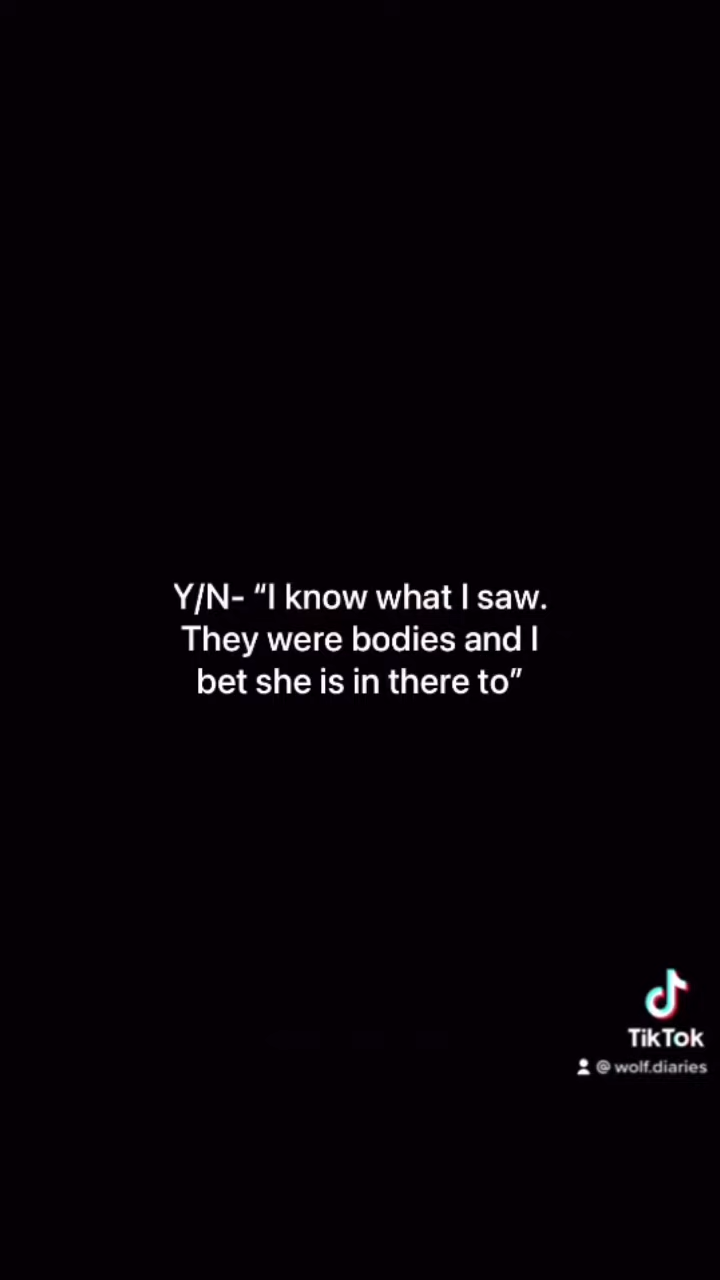 Y/N- “I know what I saw.
They were bodies and I
bet she is in there to”
TikTok
@ wolf.diaries